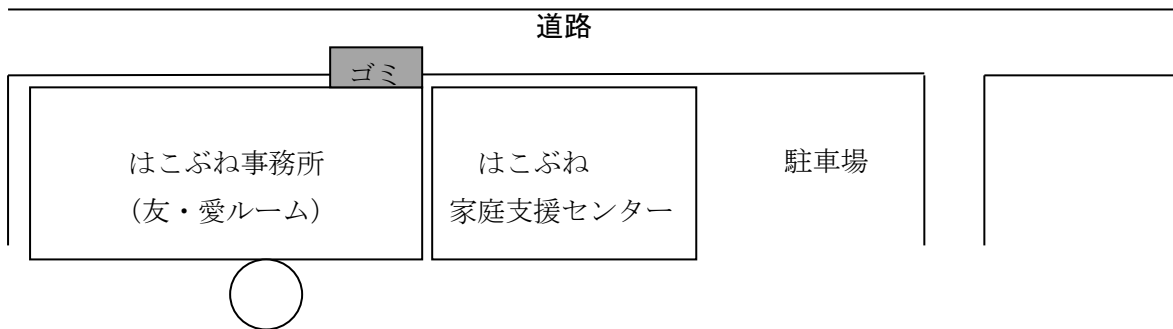 道路
ゴミ
はこぶね事務所
（友・愛ルーム）
はこぶね
家庭支援センター
駐車場